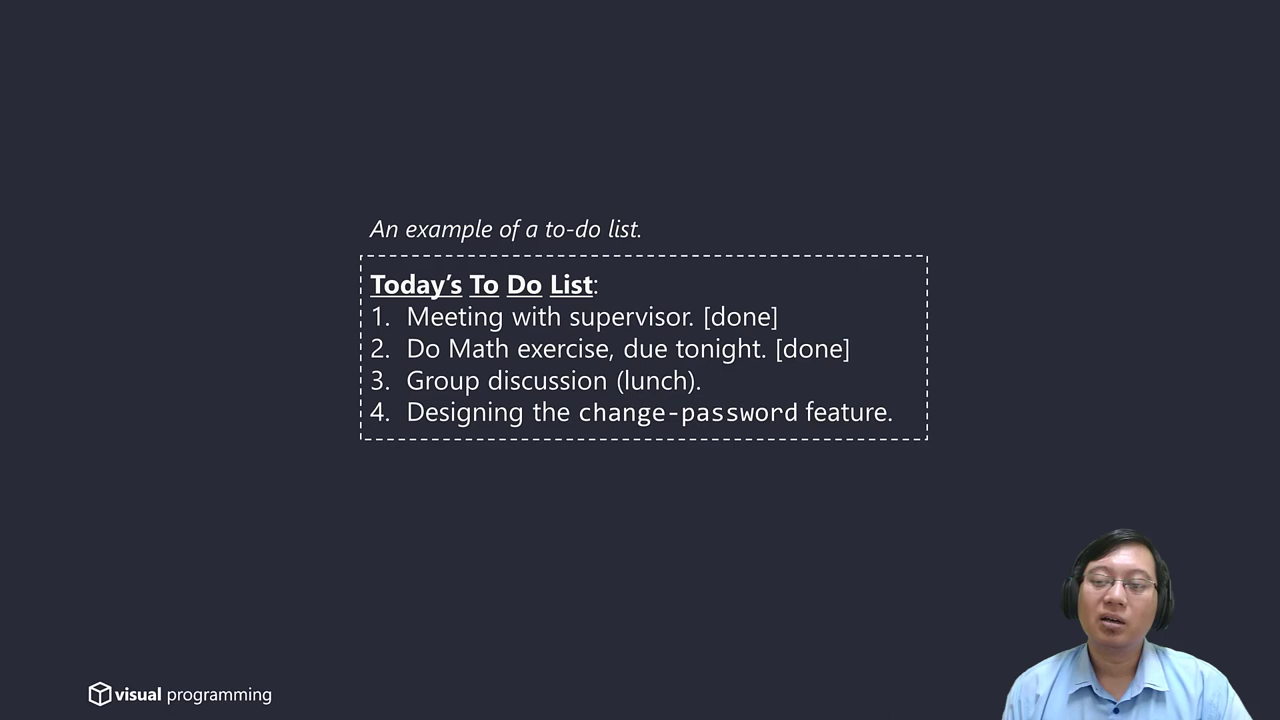 An example of a to-do list.
Today's To Do List:
1. Meeting with supervisor. [done]
2. Do Math exercise, due tonight. [done]
3. Group discussion (lunch).
4. Designing the change-password feature.
visual programming